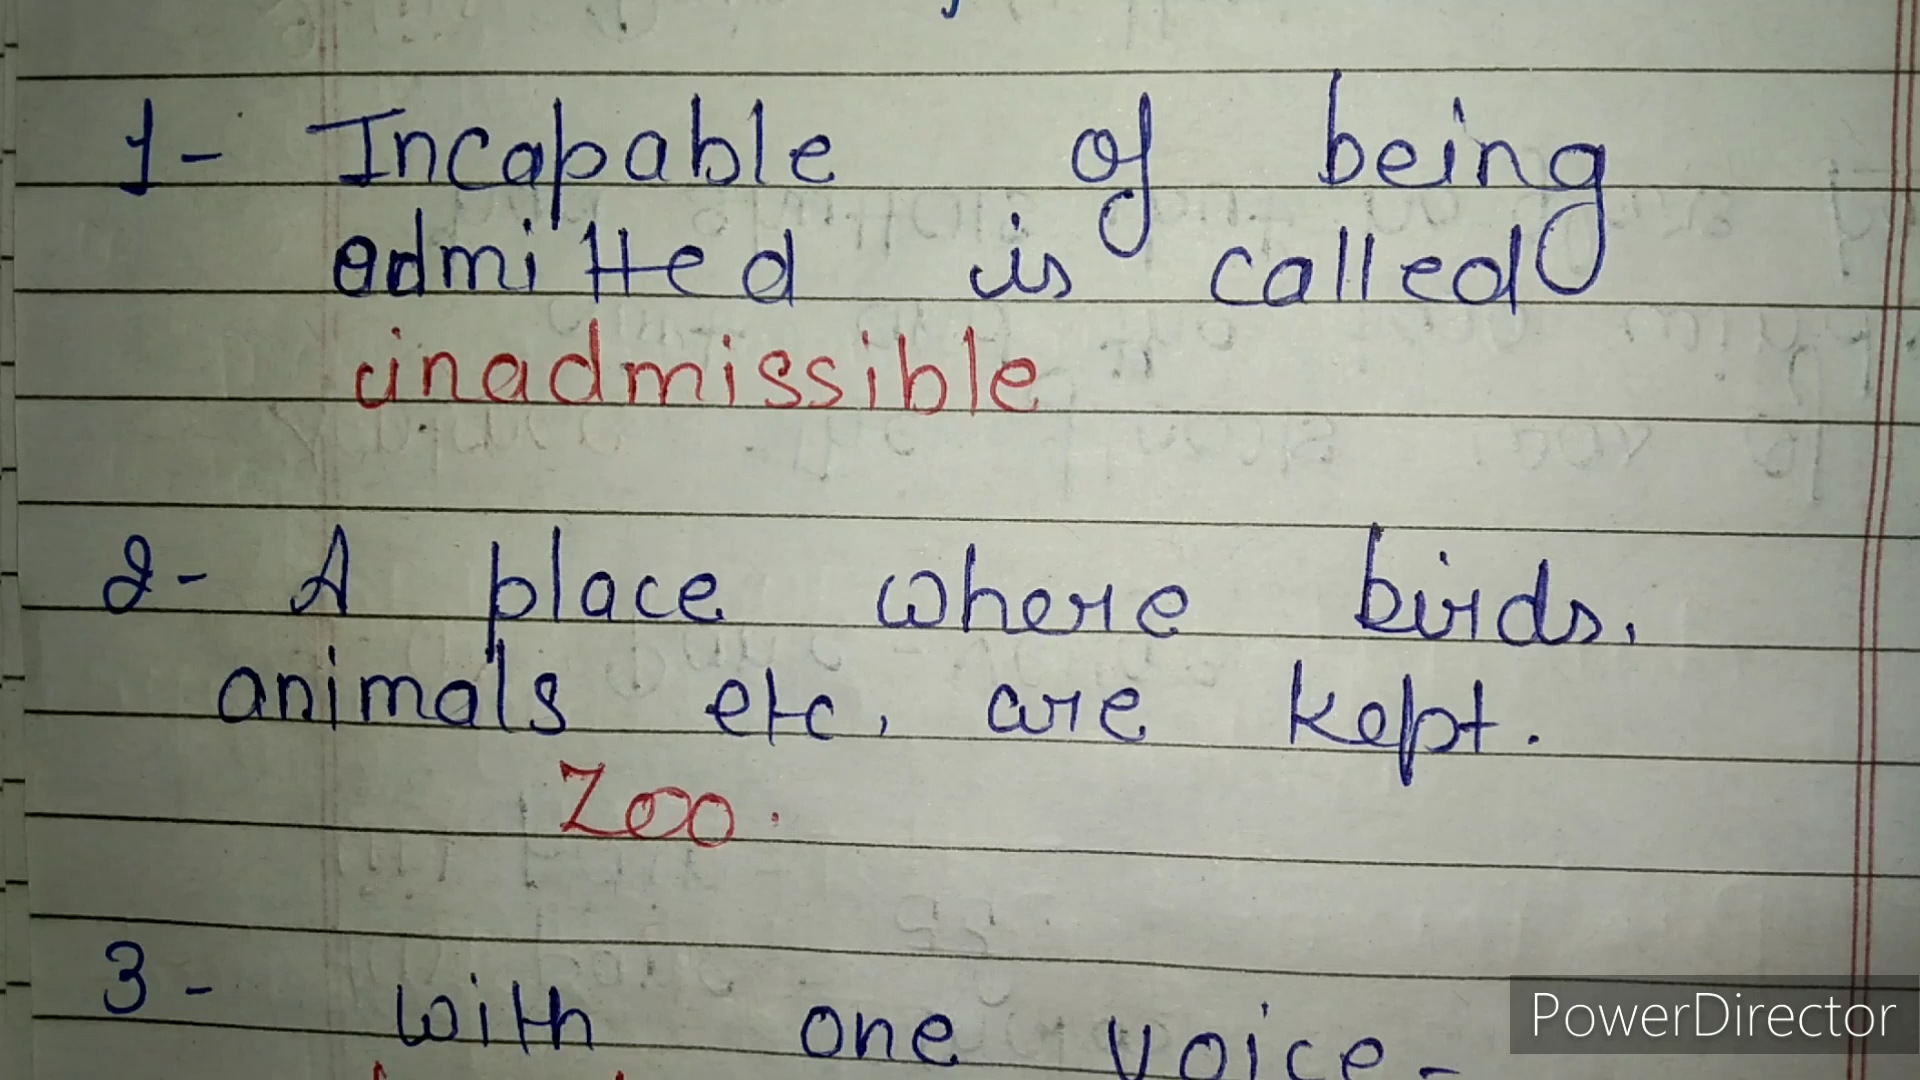 1- Incapable of being
admitted is called
inadmissible
2- A place where birds,
animals etc, are kept.
Zoo.
3- with one voice-
PowerDirector